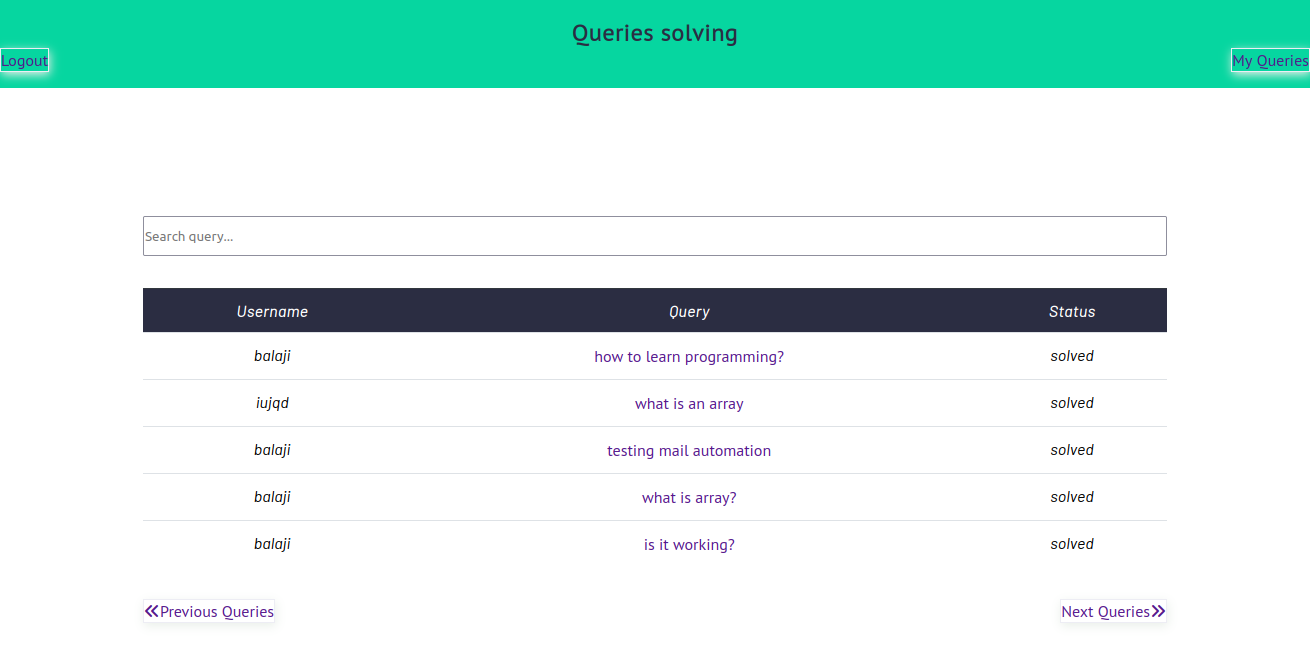 Queries solving
Logout My Queries
Search query...
Username Query Status
balaji how to learn programming? solved
iujqd what is an array solved
balaji testing mail automation solved
balaji what is array? solved
balaji is it working? solved
Previous Queries Next Queries